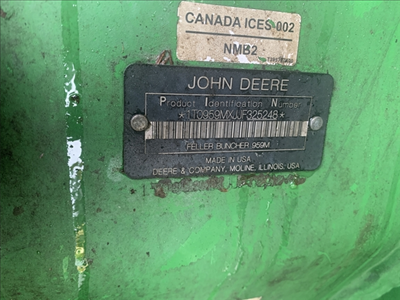 CANADA ICES-002
NMB2
JOHN DEERE
Product Identification Number
*1T0959MXJJF325248*
FELLER BUNCHER 959M
MADE IN USA
DEERE & COMPANY, MOLINE, ILLINOIS, USA